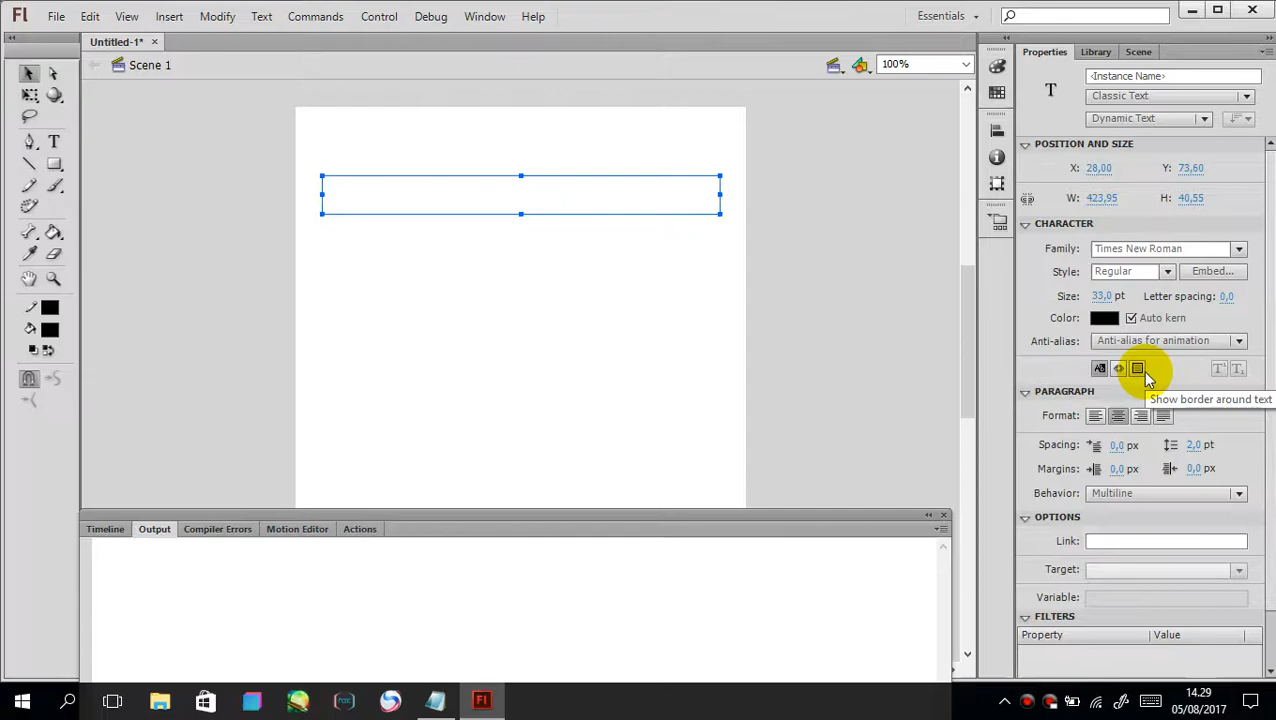 Fl File Edit View Insert Modify Text Commands Control Debug Window Help Essentials
Untitled-1*
Scene 1 100%
Properties Library Scene
T <Instance Name>
Classic Text
Dynamic Text
POSITION AND SIZE
X: 28,00 Y: 73,60
W: 423,95 H: 40,55
CHARACTER
Family: Times New Roman
Style: Regular Embed...
Size: 33,0 pt Letter spacing: 0,0
Color: Auto kern
Anti-alias: Anti-alias for animation
Show border around text
PARAGRAPH
Format:
Spacing: 0,0 px 2,0 pt
Margins: 0,0 px 0,0 px
Behavior: Multiline
OPTIONS
Link:
Target:
Variable:
FILTERS
Property Value
Timeline Output Compiler Errors Motion Editor Actions
Fl
14.29
05/08/2017